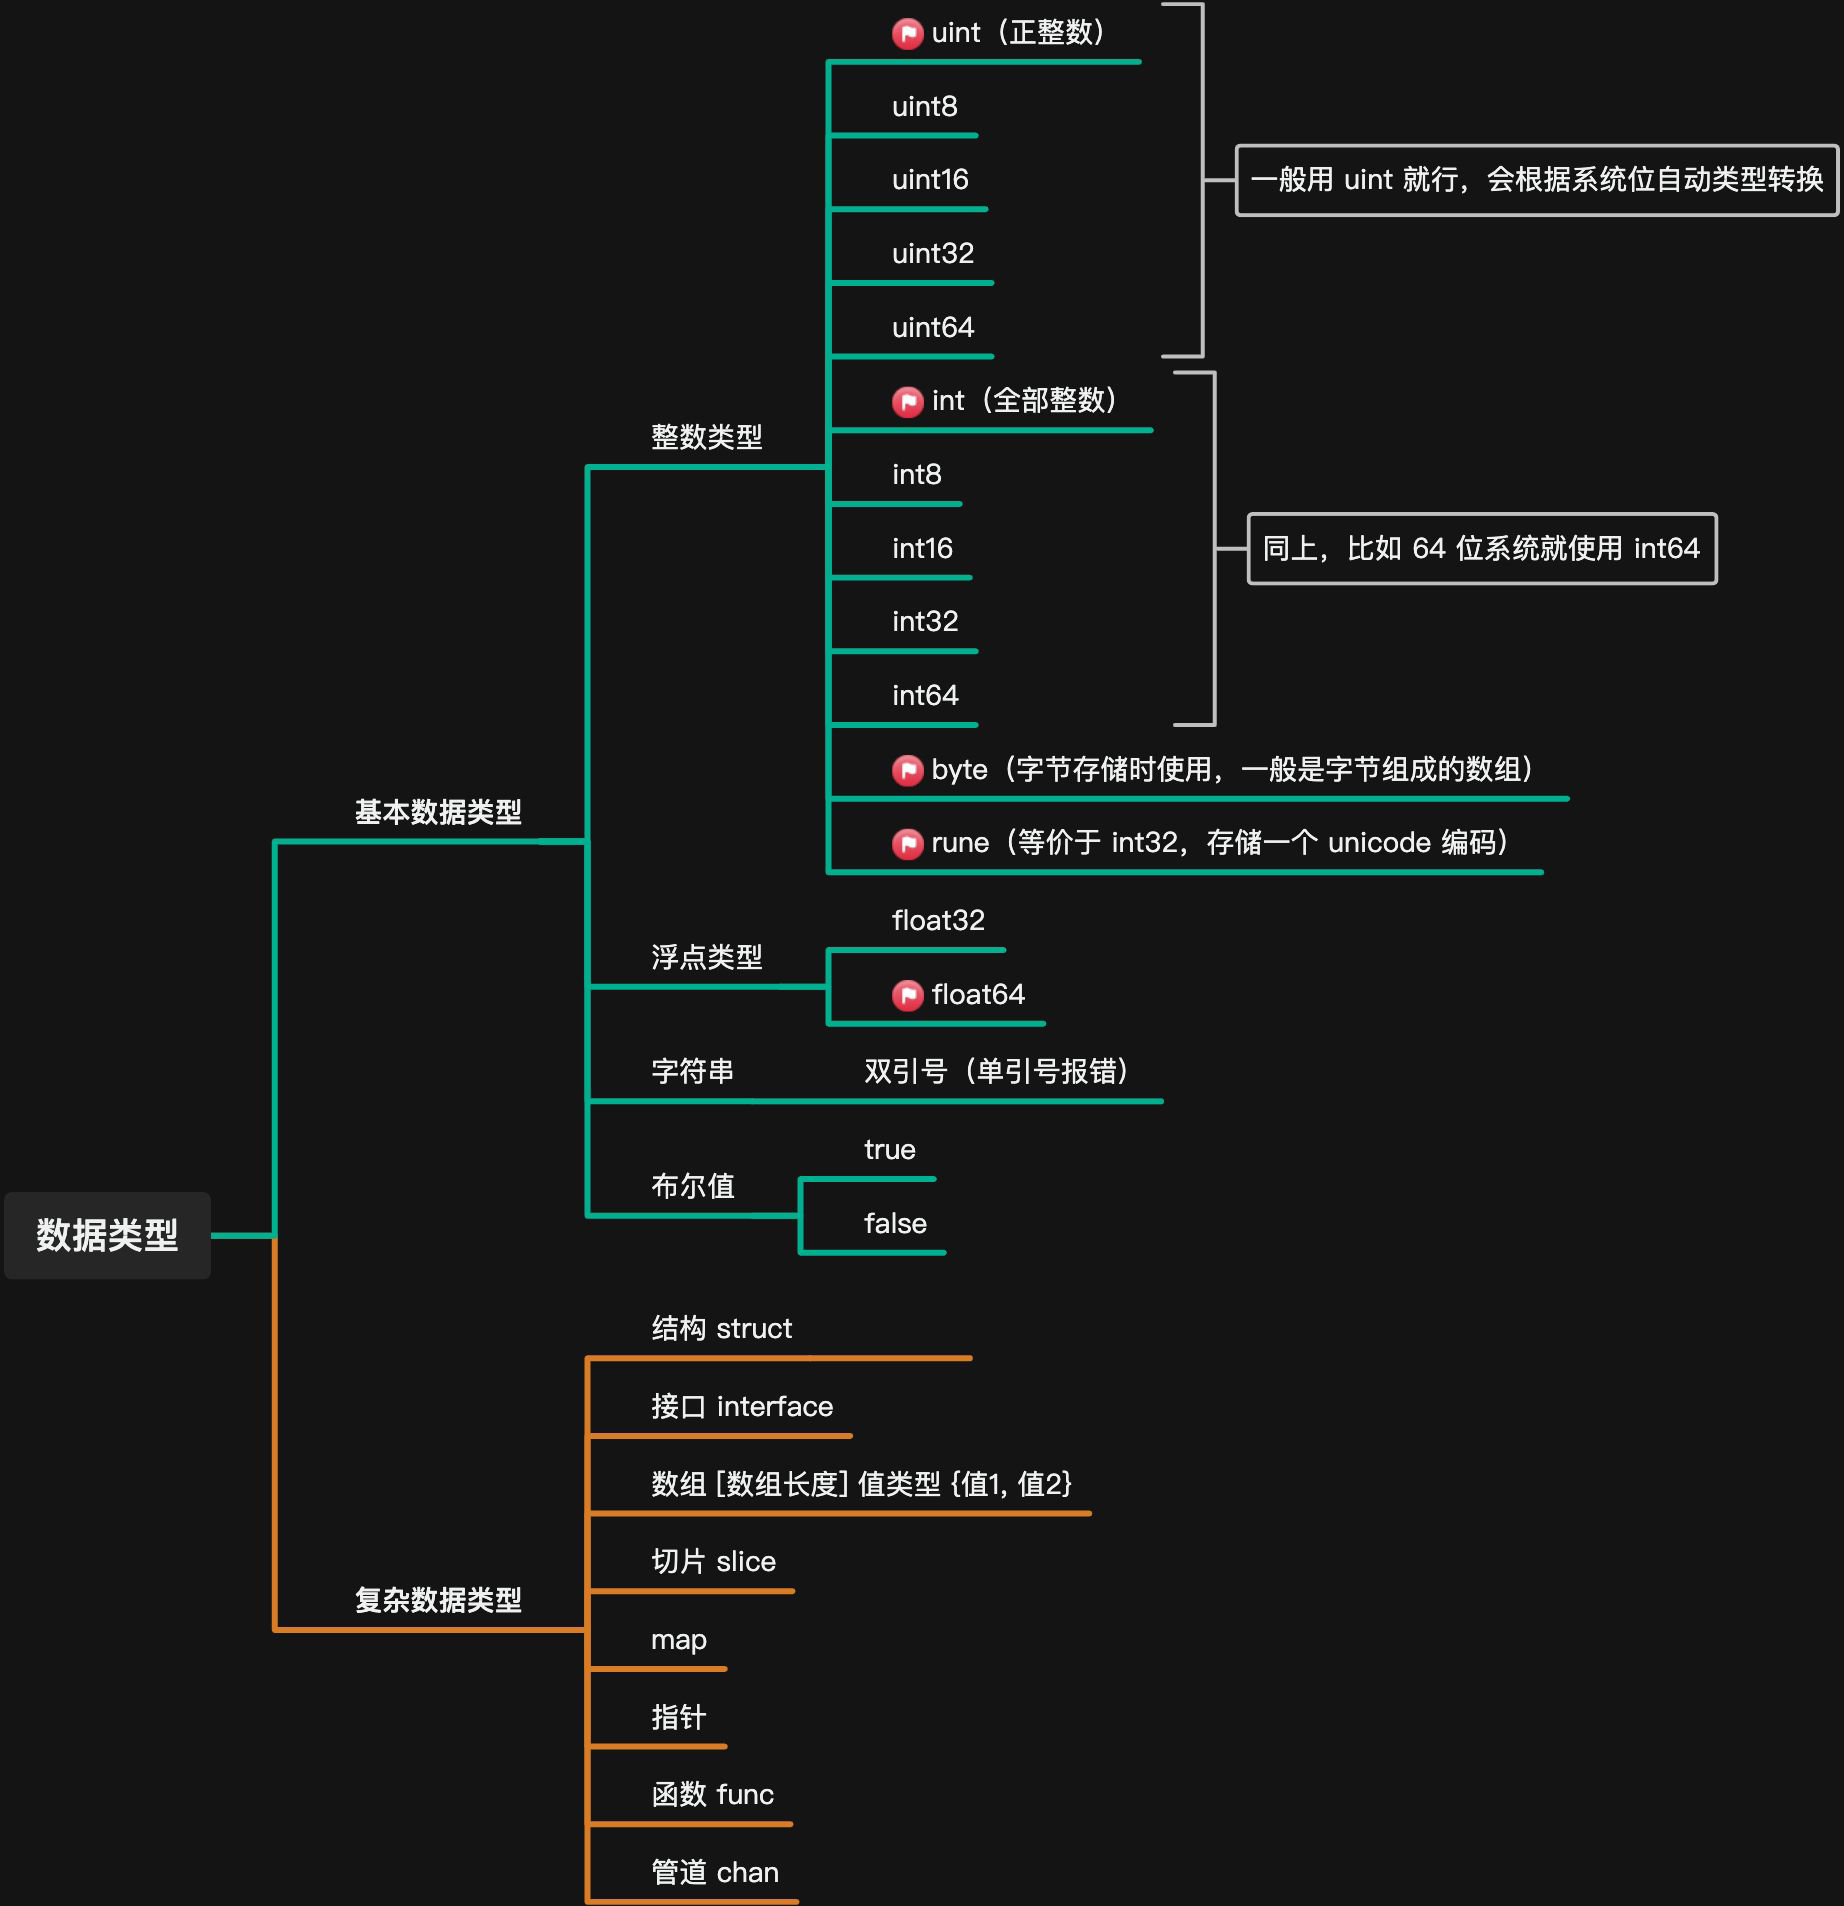 uint（正整数）
uint8
uint16
uint32
uint64
一般用 uint 就行，会根据系统位自动类型转换
int（全部整数）
int8
int16
int32
int64
同上，比如 64 位系统就使用 int64
byte（字节存储时使用，一般是字节组成的数组）
rune（等价于 int32，存储一个 unicode 编码）
整数类型
float32
float64
浮点类型
字符串
双引号（单引号报错）
true
false
布尔值
基本数据类型
数据类型
结构 struct
接口 interface
数组 [数组长度] 值类型 {值1, 值2}
切片 slice
map
指针
函数 func
管道 chan
复杂数据类型